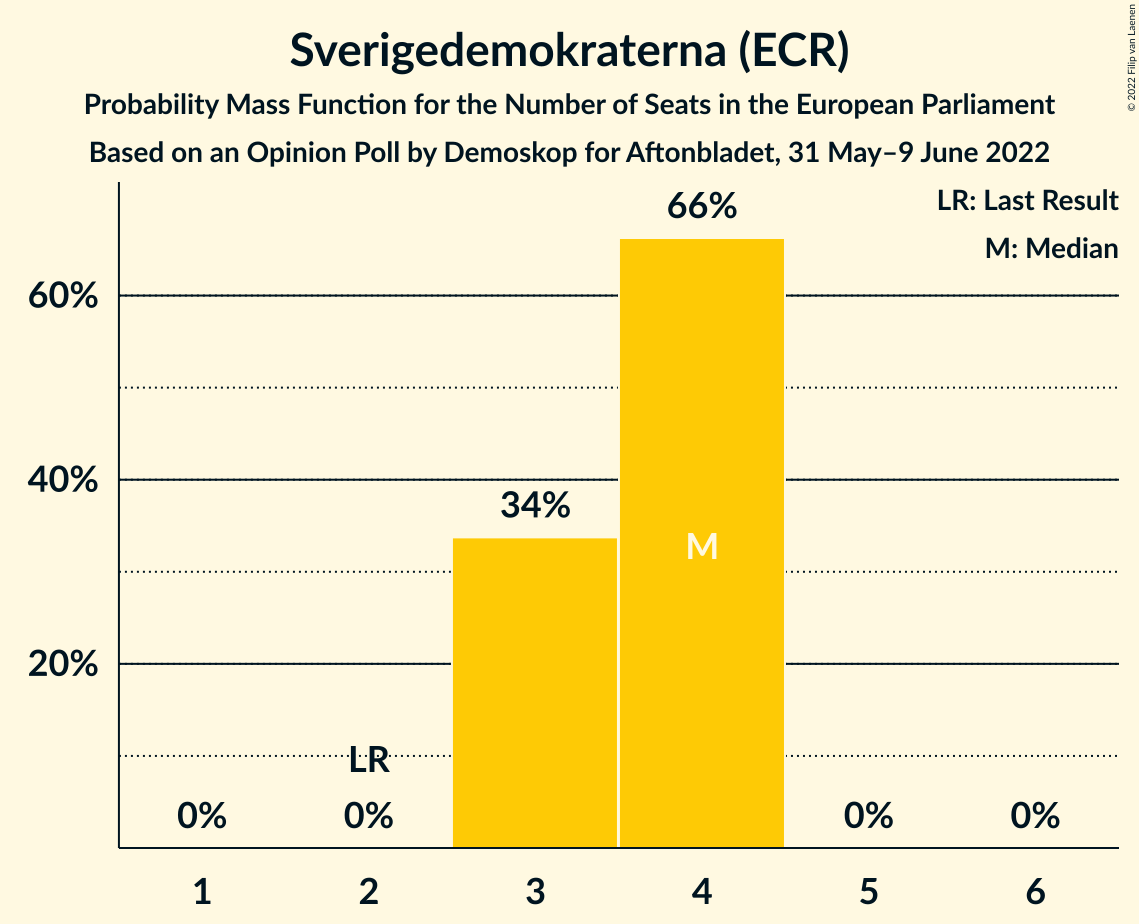 Sverigedemokraterna (ECR)
Probability Mass Function for the Number of Seats in the European Parliament
Based on an Opinion Poll by Demoskop for Aftonbladet, 31 May–9 June 2022
© 2022 Filip van Laenen
LR: Last Result
M: Median
66%
60%
40%
34%
M
20%
LR
0%
0%
0%
0%
1
2
3
4
5
6